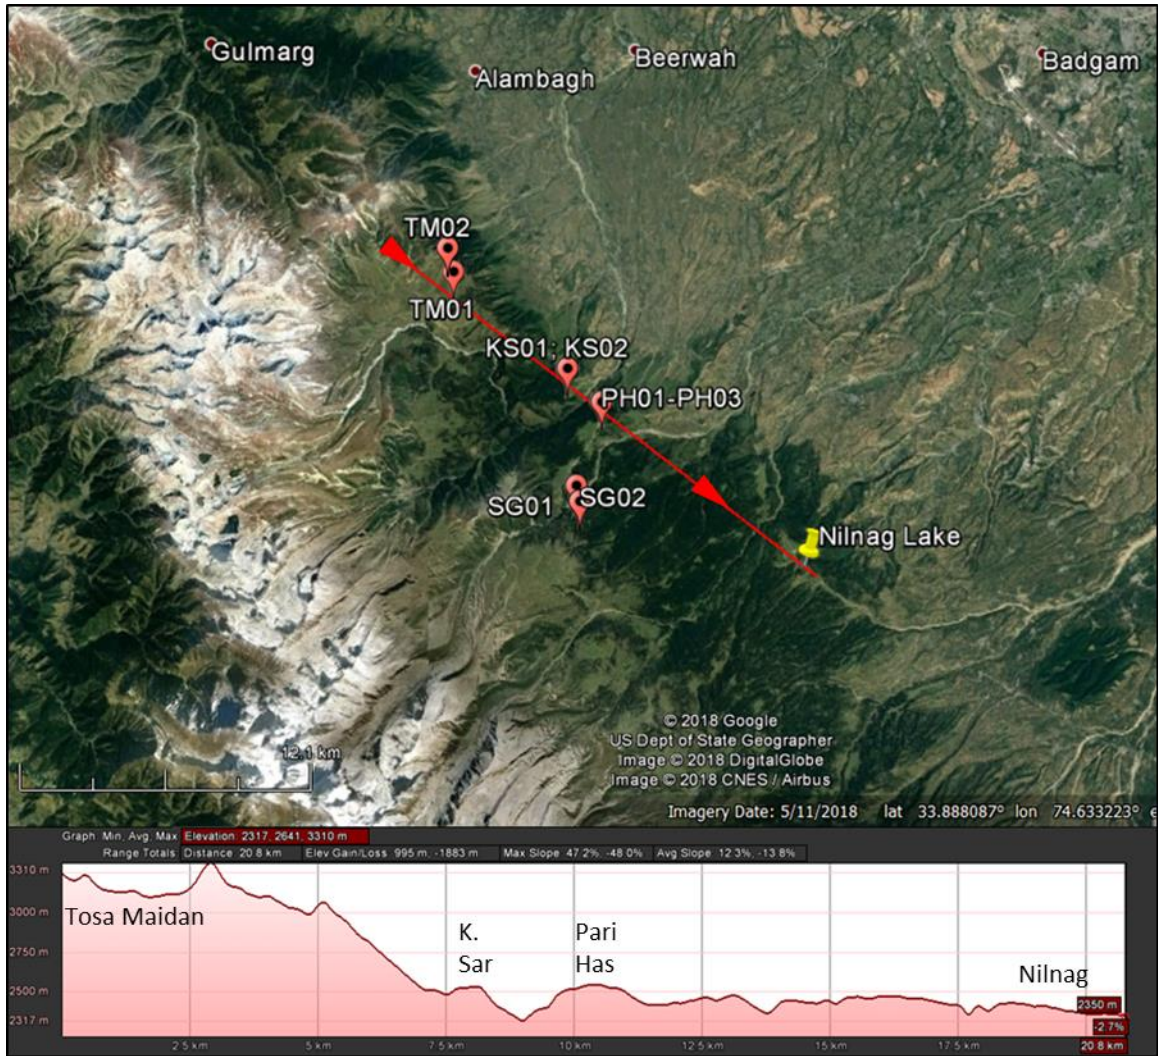 Gulmarg
Alambagh
Beerwah
Badgam
TM02
TM01
KS01; KS02
PH01-PH03
SG01
SG02
Nilnag Lake
12.1 km
© 2018 Google
US Dept of State Geographer
Image © 2018 DigitalGlobe
Image © 2018 CNES / Airbus
Imagery Date: 5/11/2018 lat 33.888087° lon 74.633223° e
Graph: Min, Avg, Max Elevation: 2317, 2641, 3310 m
Range Totals: Distance: 20.8 km Elev Gain/Loss: 995 m, -1883 m Max Slope: 47.2%, -48.0% Avg Slope: 12.3%, -13.8%
3310 m
3000 m
2750 m
2500 m
2317 m
Tosa Maidan
K.
Sar
Pari
Has
Nilnag
2350 m
-2.7%
2.5 km 5 km 7.5 km 10 km 12.5 km 15 km 17.5 km 20.8 km